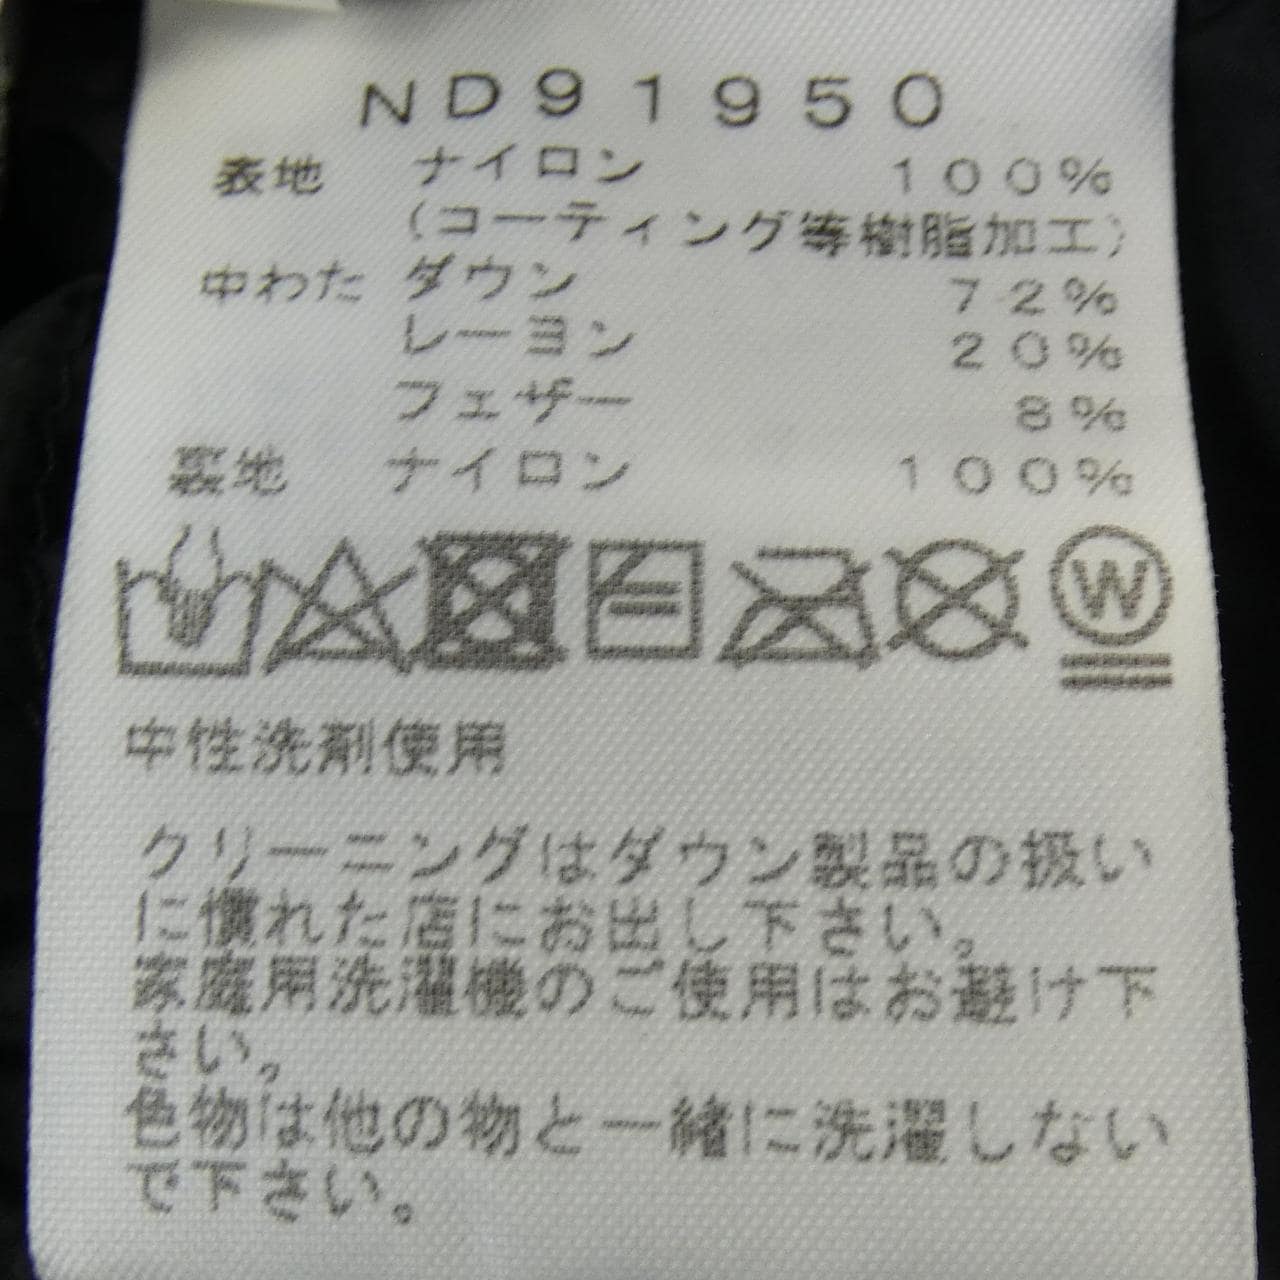 ND91950
表地 ナイロン 100%
(コーティング等樹脂加工)
中わた ダウン 72%
レーヨン 20%
フェザー 8%
裏地 ナイロン 100%
W
中性洗剤使用
クリーニングはダウン製品の扱い
に慣れた店にお出し下さい。
家庭用洗濯機のご使用はお避け下
さい。
色物は他の物と一緒に洗濯しない
で下さい。